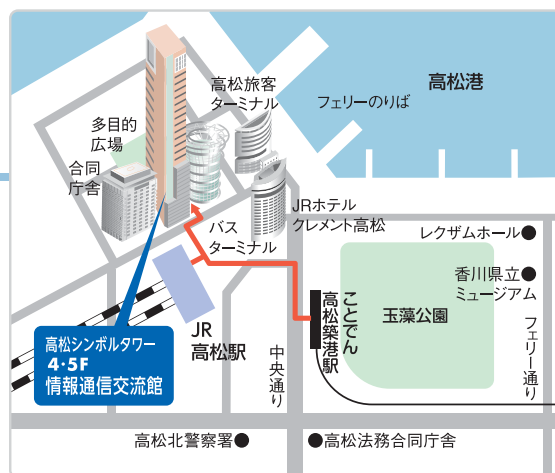 高松港
高松旅客
ターミナル
フェリーのりば
多目的
広場
合同
庁舎
JRホテル
クレメント高松
バス
ターミナル
レクザムホール
香川県立
ミュージアム
玉藻公園
ことでん
高松築港駅
JR
高松駅
高松シンボルタワー
4・5F
情報通信交流館
中央通り
フェリー通り
高松北警察署
高松法務合同庁舎